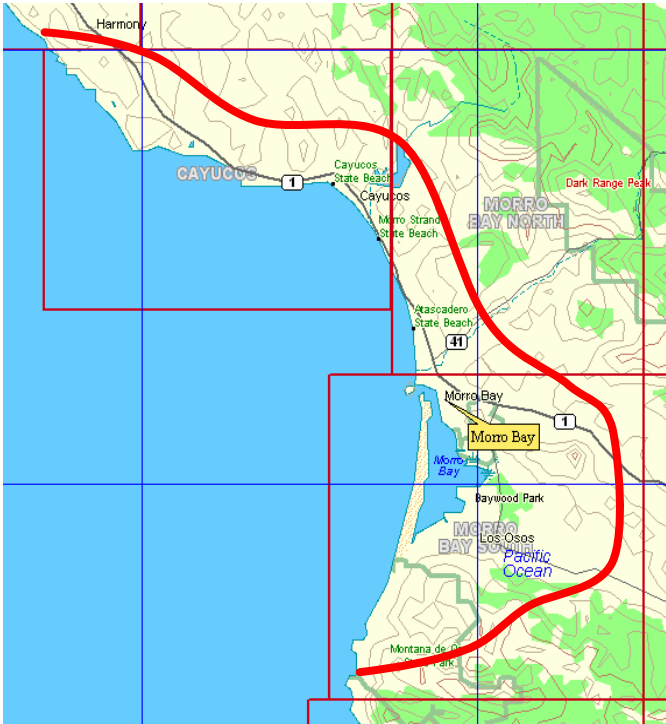 Harmony
Cayucos
State Beach
CAYUCOS
1
Dark Range Peak
Cayucos
MORRO
BAY NORTH
Morro Strand
State Beach
Atascadero
State Beach
41
Morro Bay
1
Morro Bay
Morro
Bay
Baywood Park
MORRO
BAY SOUTH
Los Osos
Pacific
Ocean
Montana de
State Park